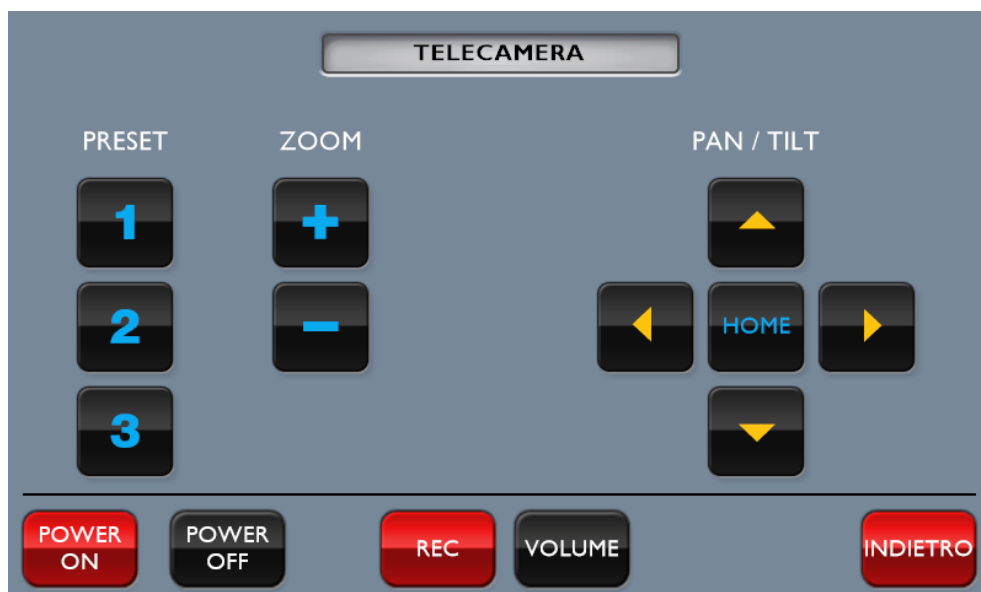 TELECAMERA
PRESET
ZOOM
PAN / TILT
1
+
2
-
HOME
3
POWER
ON
POWER
OFF
REC
VOLUME
INDIETRO